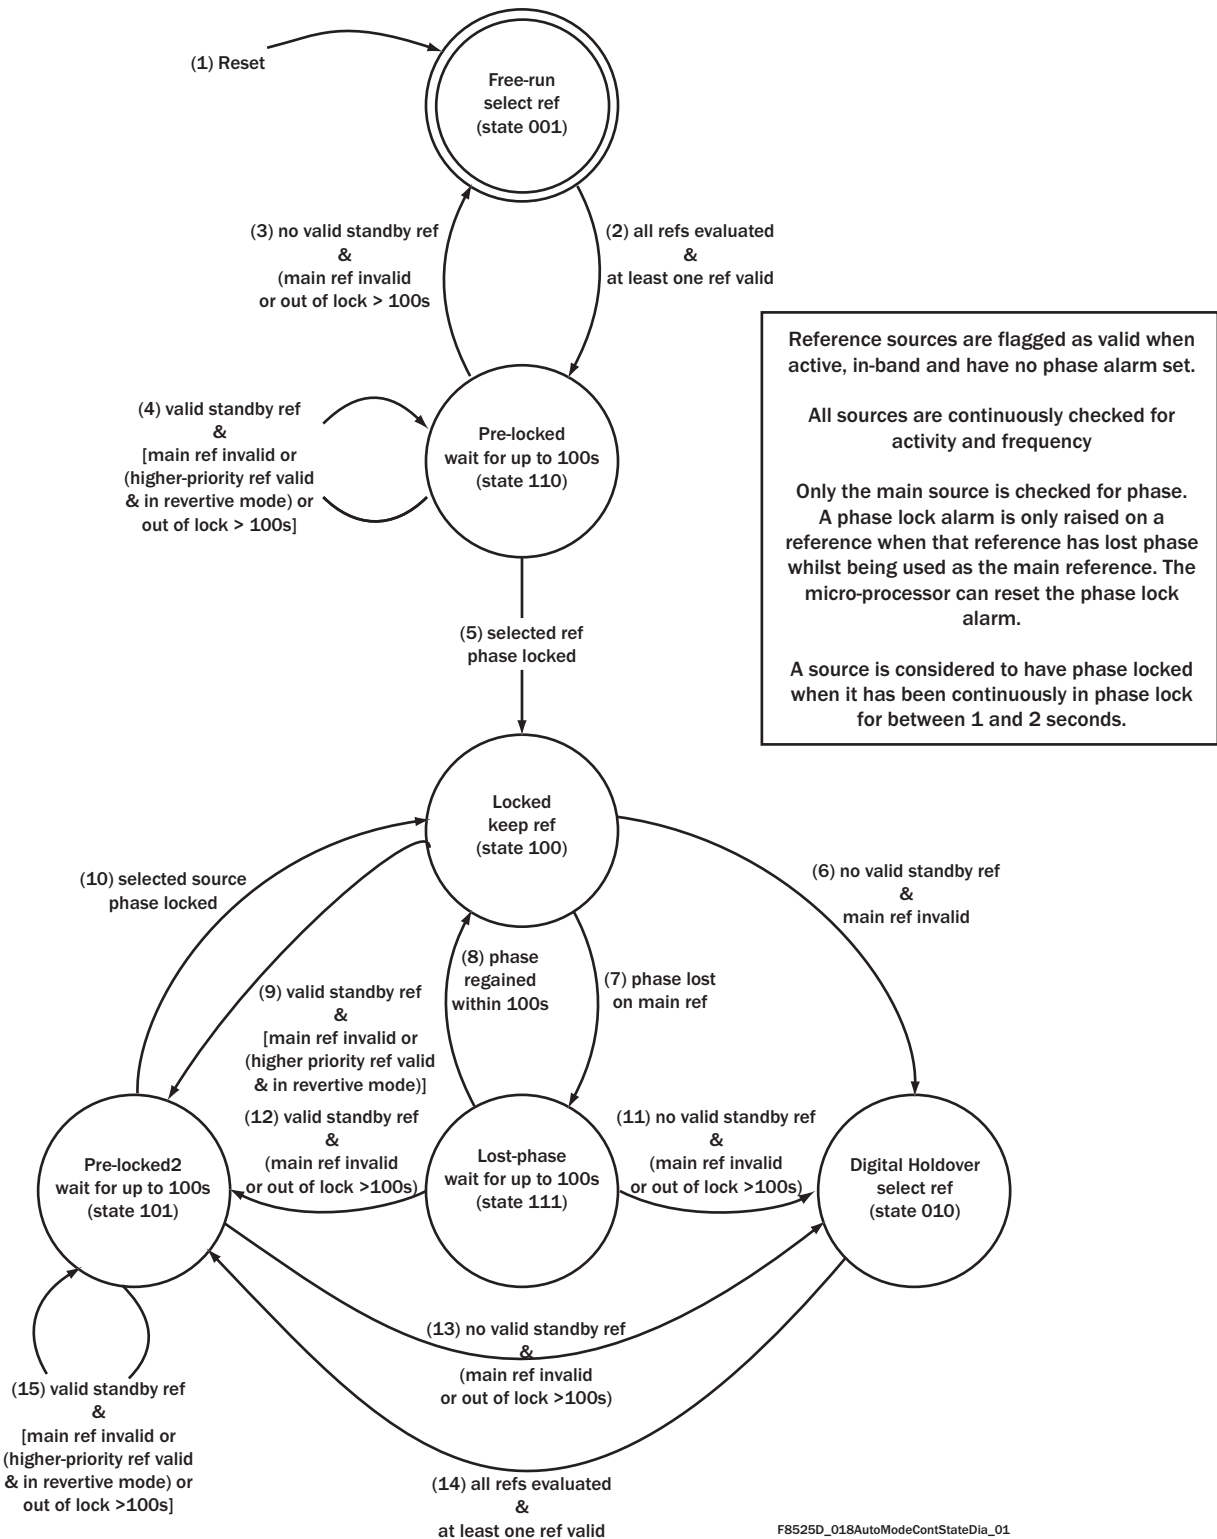 (1) Reset
Free-run
select ref
(state 001)
(3) no valid standby ref
&
(main ref invalid
or out of lock > 100s
(2) all refs evaluated
&
at least one ref valid
Reference sources are flagged as valid when
active, in-band and have no phase alarm set.
All sources are continuously checked for
activity and frequency
Only the main source is checked for phase.
A phase lock alarm is only raised on a
reference when that reference has lost phase
whilst being used as the main reference. The
micro-processor can reset the phase lock
alarm.
A source is considered to have phase locked
when it has been continuously in phase lock
for between 1 and 2 seconds.
(4) valid standby ref
&
[main ref invalid or
(higher-priority ref valid
& in revertive mode) or
out of lock > 100s]
Pre-locked
wait for up to 100s
(state 110)
(5) selected ref
phase locked
Locked
keep ref
(state 100)
(10) selected source
phase locked
(6) no valid standby ref
&
main ref invalid
(9) valid standby ref
&
[main ref invalid or
(higher priority ref valid
& in revertive mode)]
(8) phase
regained
within 100s
(7) phase lost
on main ref
(12) valid standby ref
&
(main ref invalid
or out of lock >100s)
(11) no valid standby ref
&
(main ref invalid
or out of lock >100s)
Pre-locked2
wait for up to 100s
(state 101)
Lost-phase
wait for up to 100s
(state 111)
Digital Holdover
select ref
(state 010)
(13) no valid standby ref
&
(main ref invalid
or out of lock >100s)
(15) valid standby ref
&
[main ref invalid or
(higher-priority ref valid
& in revertive mode) or
out of lock >100s]
(14) all refs evaluated
&
at least one ref valid
F8525D_018AutoModeContStateDia_01